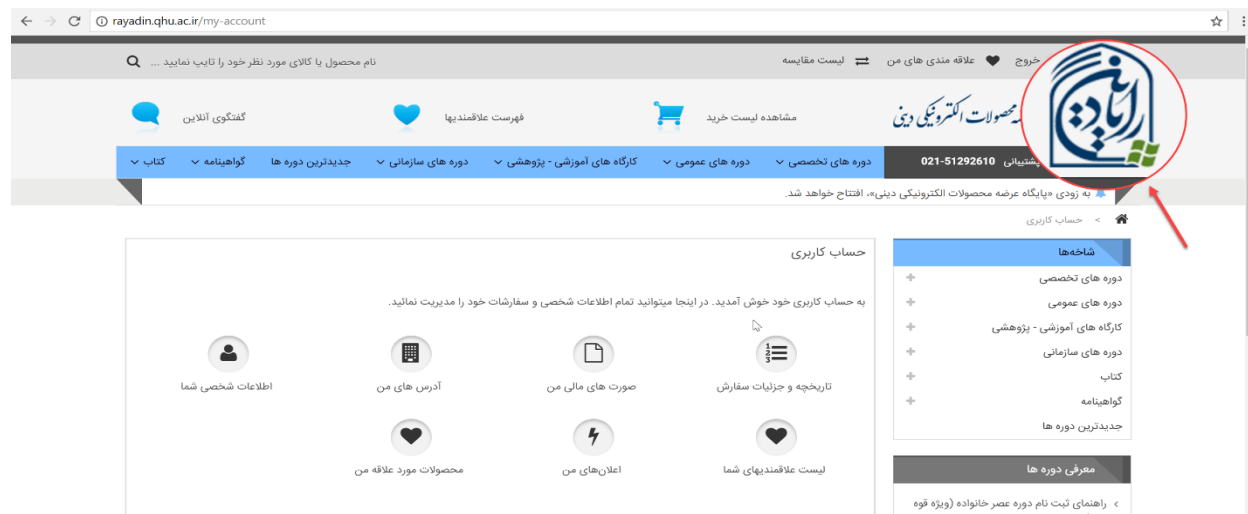 rayadin.qhu.ac.ir/my-account
خروج علاقه مندی های من لیست مقایسه
نام محصول یا کالای مورد نظر خود را تایپ نمایید ...
رایادین
محصولات الکترونیکی دینی
مشاهده لیست خرید
فهرست علاقمندیها
گفتگوی آنلاین
پشتیبانی 021-51292610
دوره های تخصصی دوره های عمومی کارگاه های آموزشی - پژوهشی دوره های سازمانی جدیدترین دوره ها گواهینامه کتاب
به زودی «پایگاه عرضه محصولات الکترونیکی دینی»، افتتاح خواهد شد.
> حساب کاربری
شاخه‌ها
دوره های تخصصی
دوره های عمومی
کارگاه های آموزشی - پژوهشی
دوره های سازمانی
کتاب
گواهینامه
جدیدترین دوره ها
معرفی دوره ها
راهنمای ثبت نام دوره عصر خانواده (ویژه قوه
حساب کاربری
به حساب کاربری خود خوش آمدید. در اینجا میتوانید تمام اطلاعات شخصی و سفارشات خود را مدیریت نمائید.
تاریخچه و جزئیات سفارش
صورت های مالی من
آدرس های من
اطلاعات شخصی شما
لیست علاقمندیهای شما
اعلان‌های من
محصولات مورد علاقه من